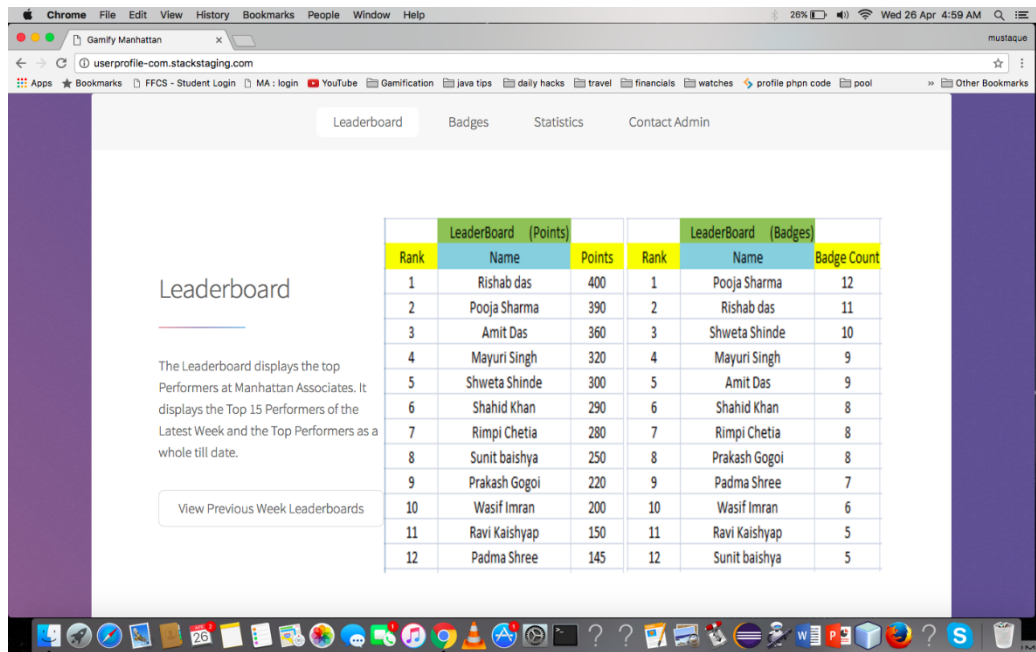 Chrome File Edit View History Bookmarks People Window Help
26% Wed 26 Apr 4:59 AM
Gamify Manhattan
mustaque
userprofile-com.stackstaging.com
Apps Bookmarks FFCS - Student Login MA : login YouTube Gamification java tips daily hacks travel financials watches profile phpn code pool » Other Bookmarks
Leaderboard Badges Statistics Contact Admin
Leaderboard
The Leaderboard displays the top
Performers at Manhattan Associates. It
displays the Top 15 Performers of the
Latest Week and the Top Performers as a
whole till date.
View Previous Week Leaderboards
LeaderBoard (Points) LeaderBoard (Badges)
Rank Name Points Rank Name Badge Count
1 Rishab das 400 1 Pooja Sharma 12
2 Pooja Sharma 390 2 Rishab das 11
3 Amit Das 360 3 Shweta Shinde 10
4 Mayuri Singh 320 4 Mayuri Singh 9
5 Shweta Shinde 300 5 Amit Das 9
6 Shahid Khan 290 6 Shahid Khan 8
7 Rimpi Chetia 280 7 Rimpi Chetia 8
8 Sunit baishya 250 8 Prakash Gogoi 8
9 Prakash Gogoi 220 9 Padma Shree 7
10 Wasif Imran 200 10 Wasif Imran 6
11 Ravi Kaishyap 150 11 Ravi Kaishyap 5
12 Padma Shree 145 12 Sunit baishya 5
26